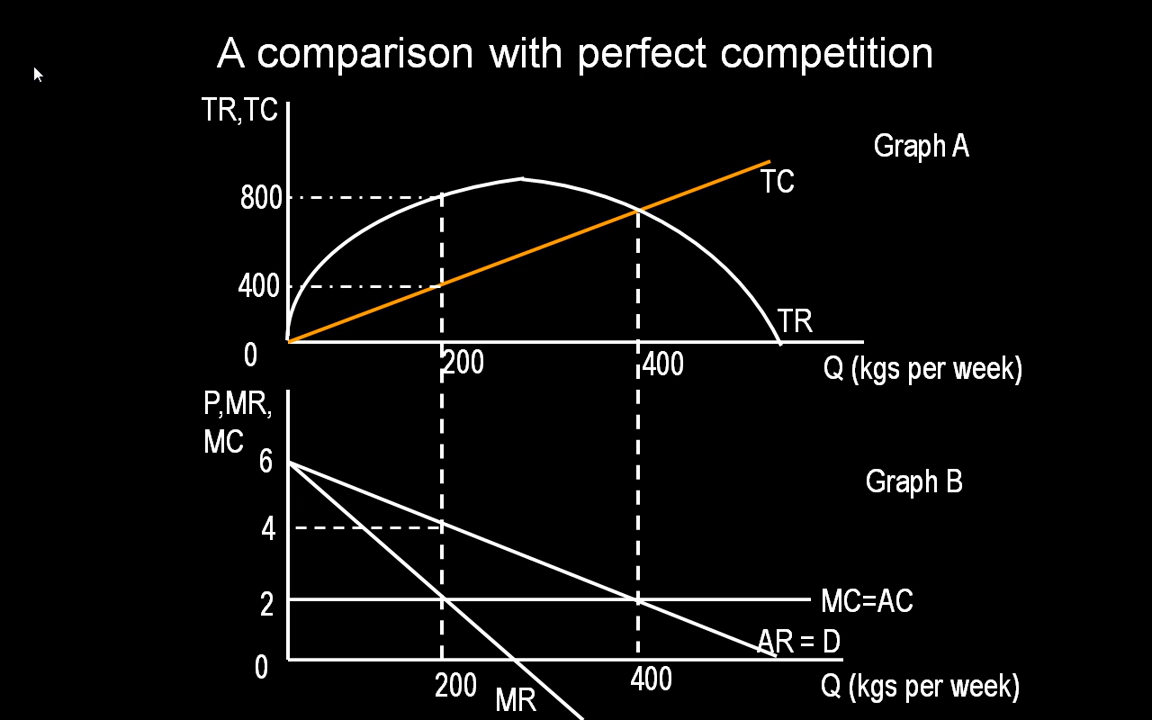 A comparison with perfect competition
TR,TC
Graph A
TC
800
400
TR
0
200
400
Q (kgs per week)
P,MR,
MC
6
Graph B
4
2
MC=AC
AR = D
0
200
400
Q (kgs per week)
MR